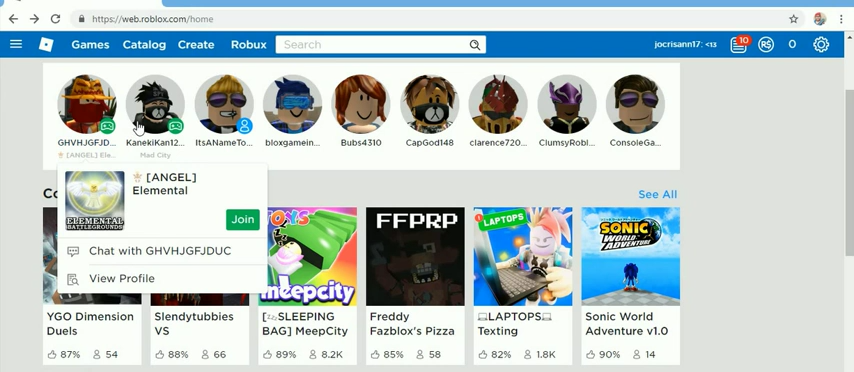 https://web.roblox.com/home
Games Catalog Create Robux Search jocrisann17: <13 10 0
GHVHJGFJD... KanekiKan12... ItsANameTo... bloxgamein... Bubs4310 CapGod148 clarence720... ClumsyRobl... ConsoleGa...
[ANGEL] Ele... Mad City
[ANGEL]
Elemental
ELEMENTAL
BATTLEGROUNDS
Join
Chat with GHVHJGFJDUC
View Profile
Co
See All
OYS
meepcity
FFPRP
LAPTOPS
SONIC
WORLD
ADVENTURE
YGO Dimension
Duels
87% 54
Slendytubbies
VS
88% 66
[💤SLEEPING
BAG] MeepCity
89% 8.2K
Freddy
Fazblox's Pizza
85% 58
💻LAPTOPS💻
Texting
82% 1.8K
Sonic World
Adventure v1.0
90% 14